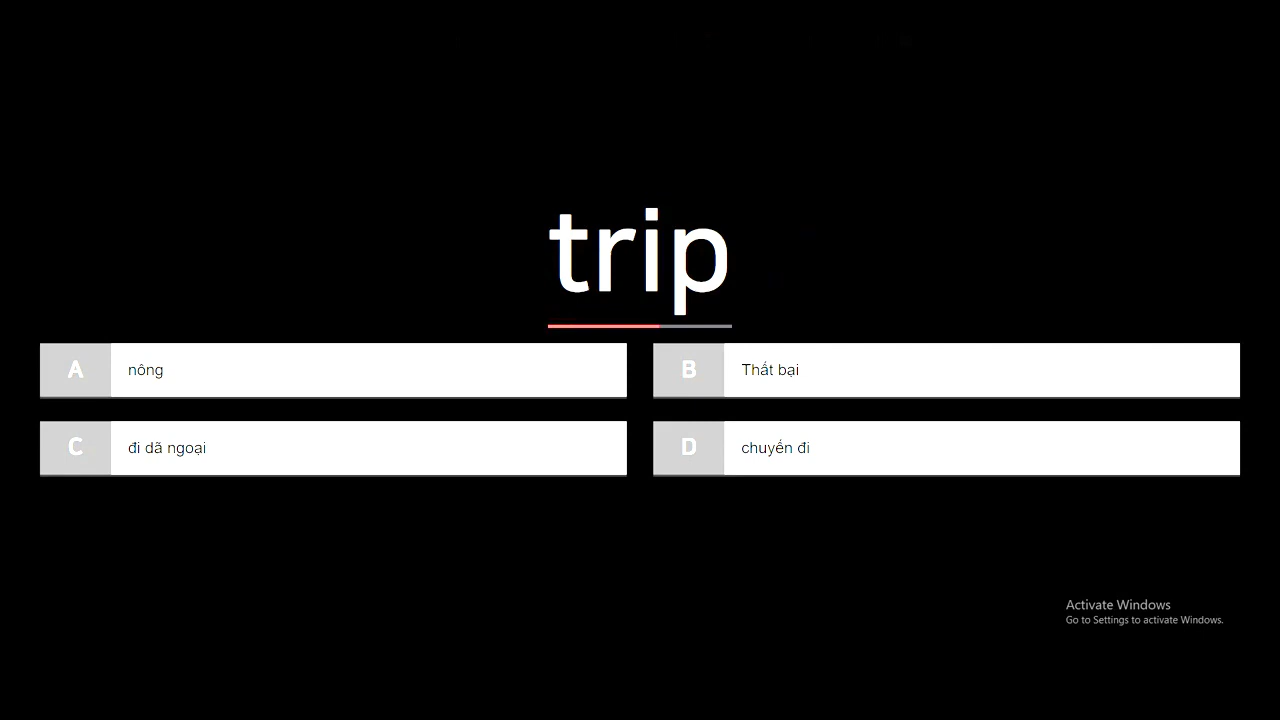 trip
A nông
B Thất bại
C đi dã ngoại
D chuyến đi
Activate Windows
Go to Settings to activate Windows.